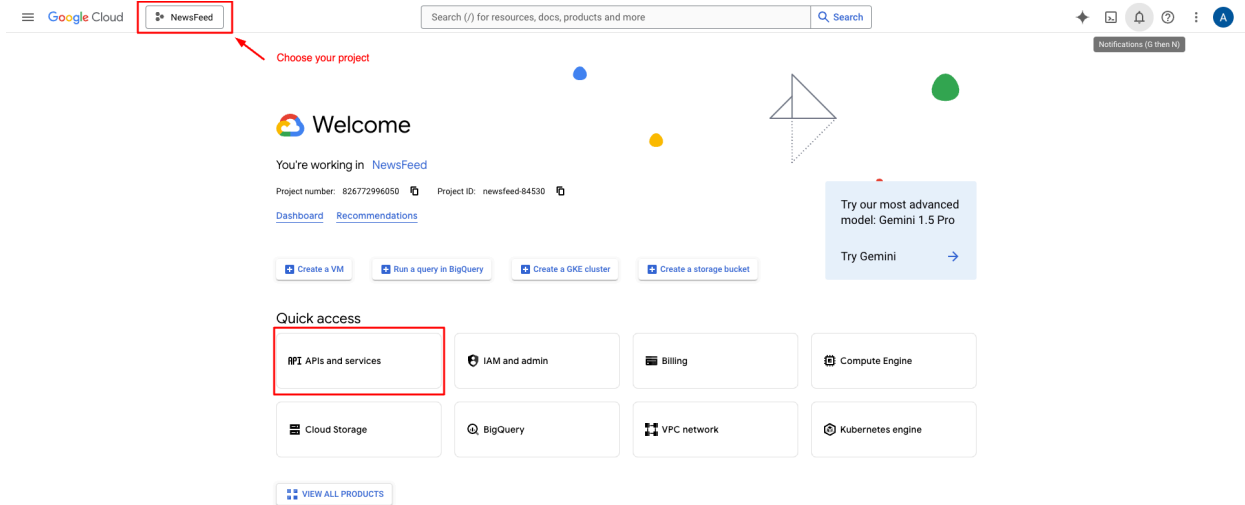 Google Cloud
NewsFeed
Search (/) for resources, docs, products and more
Search
A
Notifications (G then N)
Choose your project
Welcome
You're working in NewsFeed
Project number: 826772996050 Project ID: newsfeed-84530
Dashboard Recommendations
Try our most advanced
model: Gemini 1.5 Pro
Try Gemini
Create a VM
Run a query in BigQuery
Create a GKE cluster
Create a storage bucket
Quick access
API APIs and services
IAM and admin
Billing
Compute Engine
Cloud Storage
BigQuery
VPC network
Kubernetes engine
VIEW ALL PRODUCTS